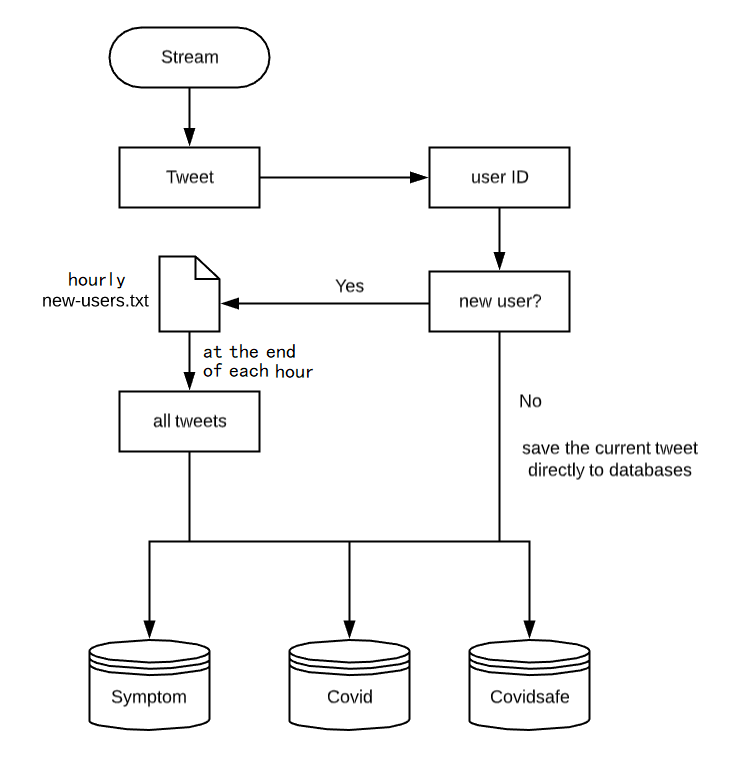 Stream
Tweet
user ID
hourly
new-users.txt
Yes
new user?
at the end
of each hour
all tweets
No
save the current tweet
directly to databases
Symptom
Covid
Covidsafe